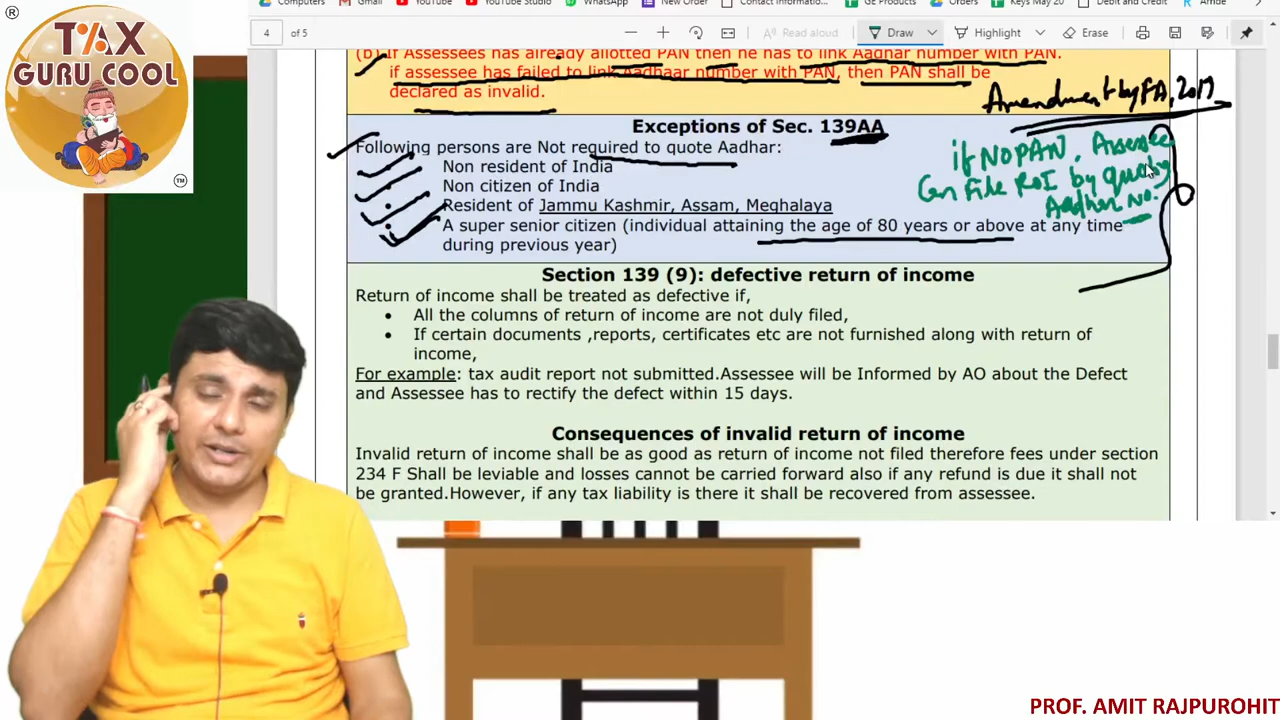 Computers Gmail YouTube YouTube Studio WhatsApp New Order Contact Informatio... GE Products Orders Keys May 20 Debit and Credit
4 of 5 Read aloud Draw Highlight Erase
®
TAX
GURU COOL
TM
(b) If Assessees has already allotted PAN then he has to link Aadhar number with PAN.
if assessee has failed to link Aadhaar number with PAN, then PAN shall be
declared as invalid.
Amendment by FA, 2017
Exceptions of Sec. 139AA
Following persons are Not required to quote Aadhar:
Non resident of India
Non citizen of India
Resident of Jammu Kashmir, Assam, Meghalaya
A super senior citizen (individual attaining the age of 80 years or above at any time
during previous year)
if NO PAN, Assessee
Can File ROI by quoting
Aadhar No.
Section 139 (9): defective return of income
Return of income shall be treated as defective if,
• All the columns of return of income are not duly filed,
• If certain documents ,reports, certificates etc are not furnished along with return of
income,
For example: tax audit report not submitted.Assessee will be Informed by AO about the Defect
and Assessee has to rectify the defect within 15 days.
Consequences of invalid return of income
Invalid return of income shall be as good as return of income not filed therefore fees under section
234 F Shall be leviable and losses cannot be carried forward also if any refund is due it shall not
be granted.However, if any tax liability is there it shall be recovered from assessee.
PROF. AMIT RAJPUROHIT